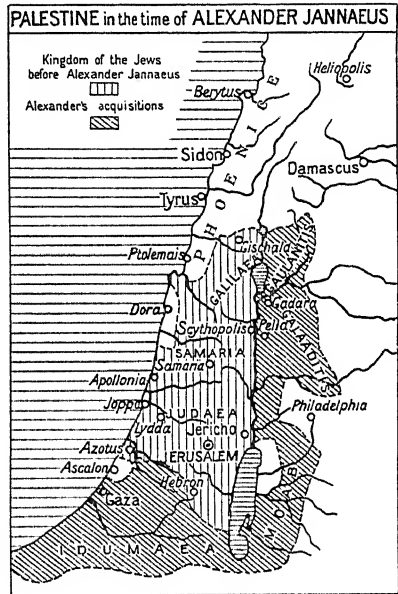 PALESTINE in the time of ALEXANDER JANNAEUS
Kingdom of the Jews
before Alexander Jannaeus
Alexander's acquisitions
Heliopolis
Berytus
Sidon
Damascus
PHOENICE
Tyrus
Gischala
Ptolemais
GALILAEA
GAULANITIS
Gadara
Dora
Scythopolis
Pella
GALAADITIS
SAMARIA
Samaria
Apollonia
Joppa
JUDAEA
Philadelphia
Lydda
Jericho
Azotus
JERUSALEM
Ascalon
Hebron
Gaza
MOAB
IDUMAEA